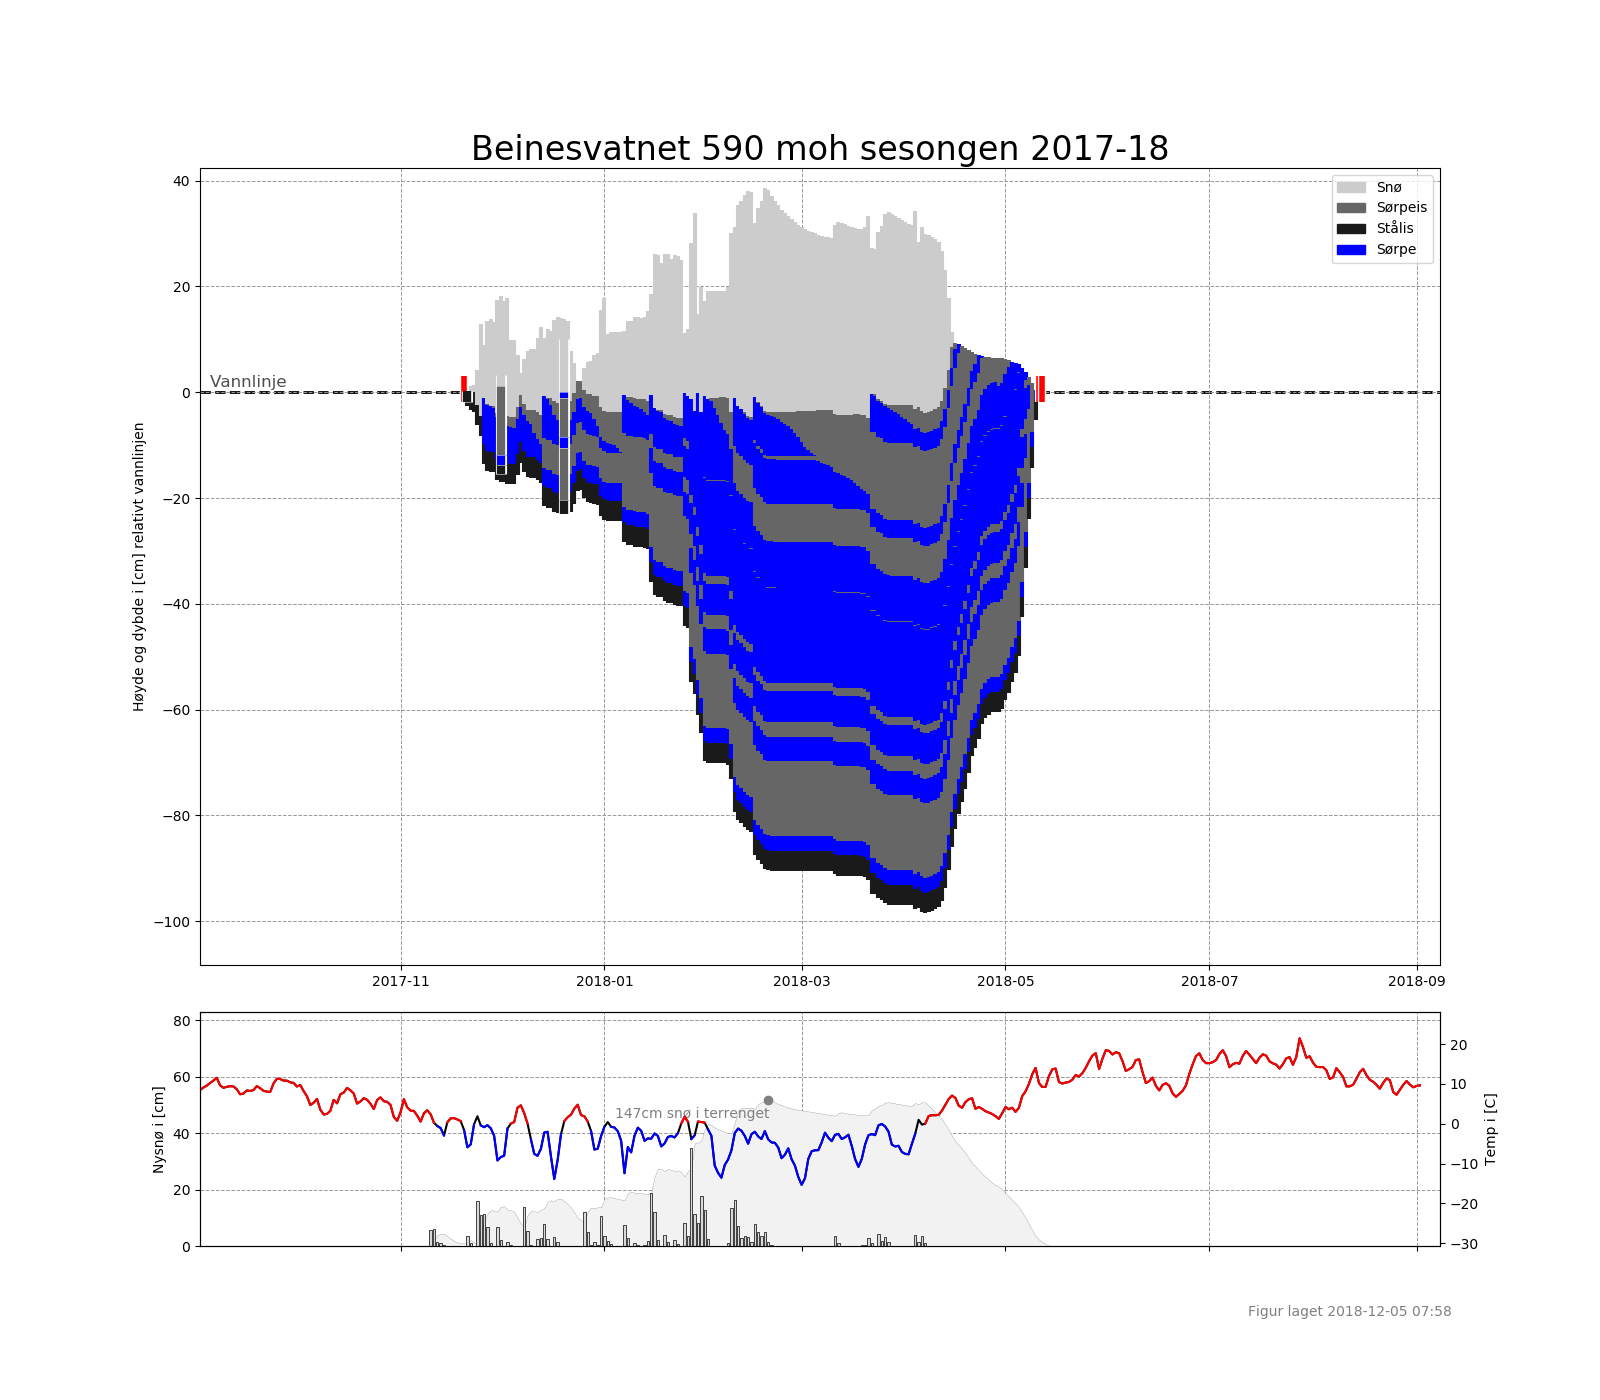 Beinesvatnet 590 moh sesongen 2017-18
Høyde og dybde i [cm] relativt vannlinjen
40
20
0
−20
−40
−60
−80
−100
Vannlinje
Snø
Sørpeis
Stålis
Sørpe
2017-11
2018-01
2018-03
2018-05
2018-07
2018-09
Nysnø i [cm]
80
60
40
20
0
147cm snø i terrenget
20
10
0
−10
−20
−30
Temp i [C]
Figur laget 2018-12-05 07:58